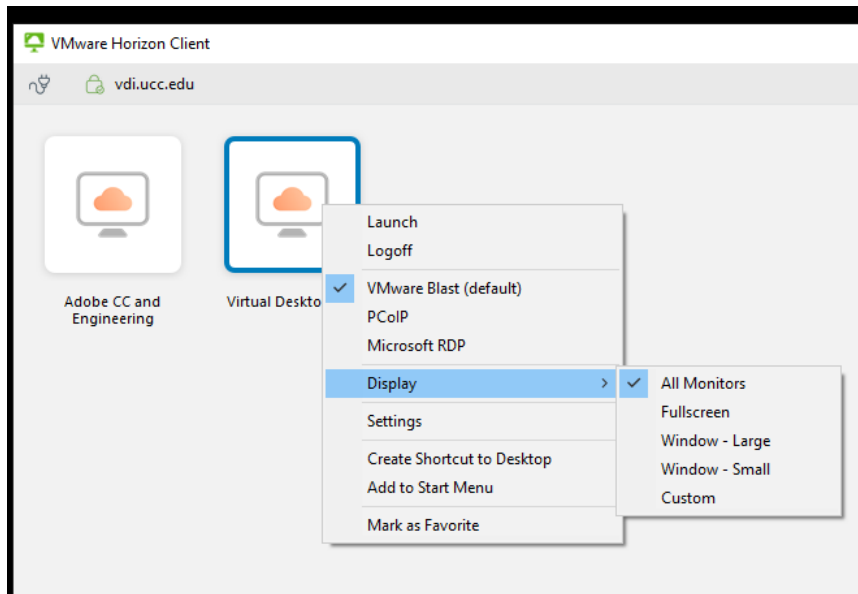 VMware Horizon Client
vdi.ucc.edu
Adobe CC and
Engineering
Virtual Deskto
Launch
Logoff
VMware Blast (default)
PCoIP
Microsoft RDP
Display
Settings
Create Shortcut to Desktop
Add to Start Menu
Mark as Favorite
All Monitors
Fullscreen
Window - Large
Window - Small
Custom